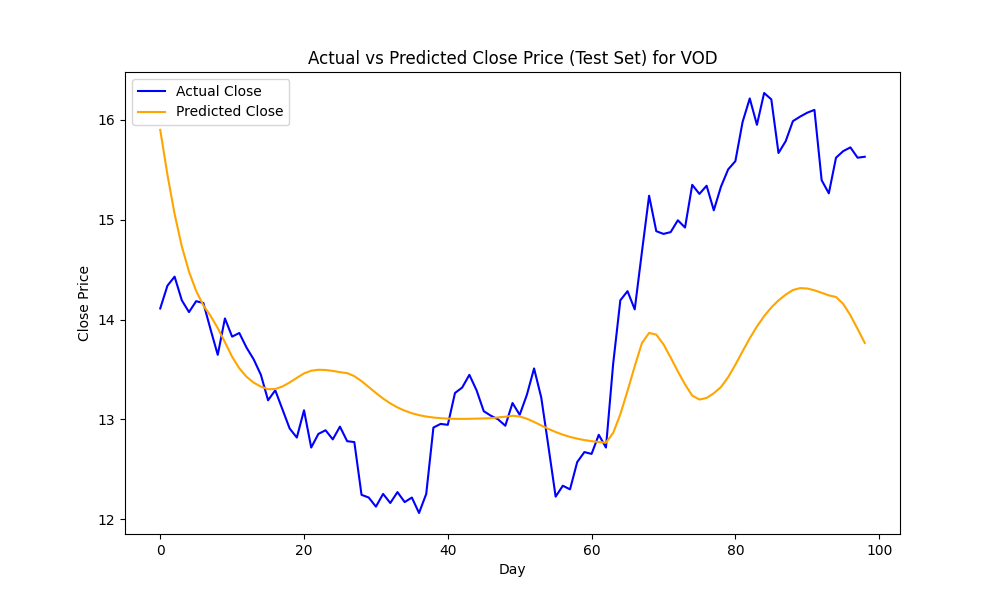 Actual vs Predicted Close Price (Test Set) for VOD
Actual Close
Predicted Close
16
15
14
13
12
Close Price
0 20 40 60 80 100
Day